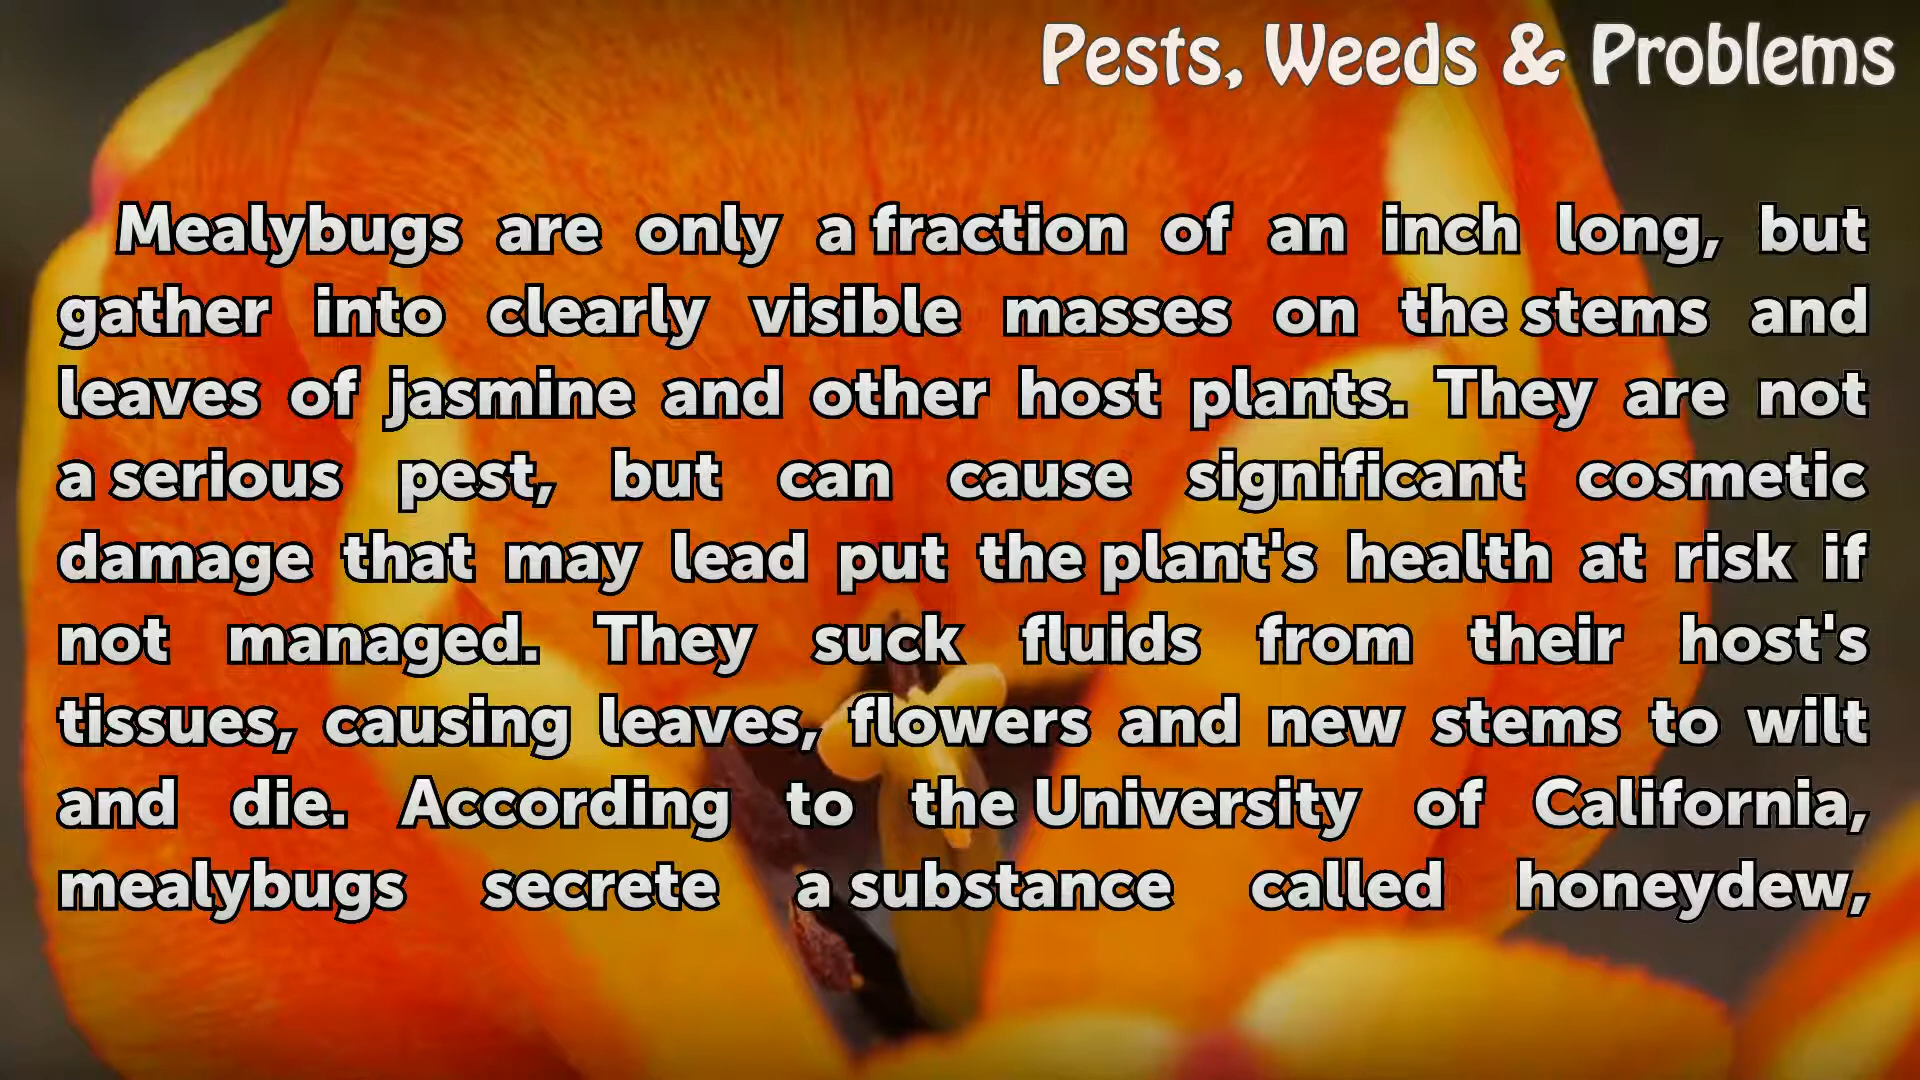 Pests, Weeds & Problems
Mealybugs are only a fraction of an inch long, but
gather into clearly visible masses on the stems and
leaves of jasmine and other host plants. They are not
a serious pest, but can cause significant cosmetic
damage that may lead put the plant's health at risk if
not managed. They suck fluids from their host's
tissues, causing leaves, flowers and new stems to wilt
and die. According to the University of California,
mealybugs secrete a substance called honeydew,